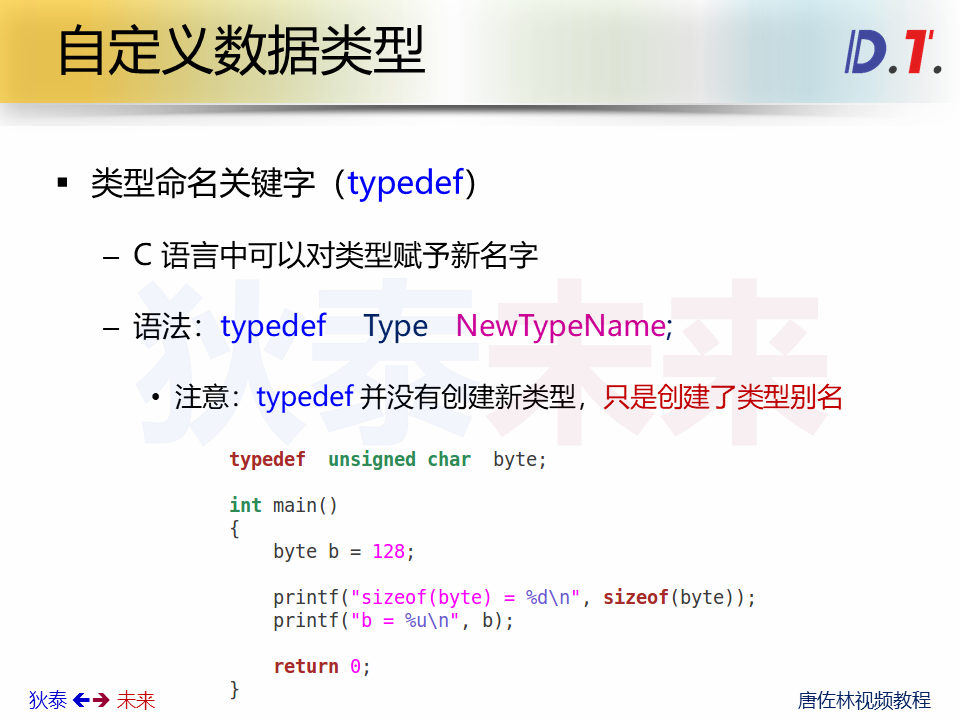 自定义数据类型
D.T.
类型命名关键字（typedef）
– C 语言中可以对类型赋予新名字
– 语法：typedef Type NewTypeName;
• 注意：typedef 并没有创建新类型，只是创建了类型别名
狄泰未来
typedef  unsigned char  byte;
int main()
{
    byte b = 128;
    printf("sizeof(byte) = %d\n", sizeof(byte));
    printf("b = %u\n", b);
    return 0;
}
狄泰 未来
唐佐林视频教程